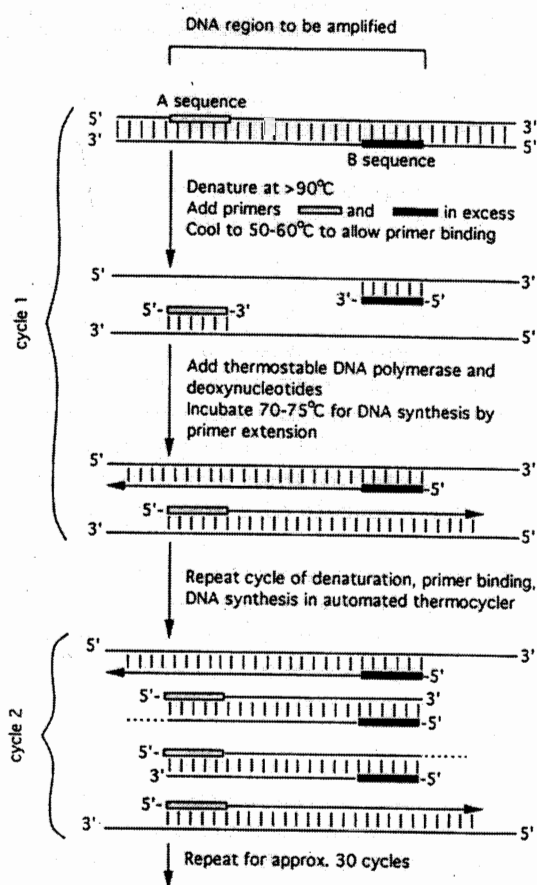 DNA region to be amplified
A sequence
5' 3'
3' 5'
B sequence
Denature at >90°C
Add primers and in excess
Cool to 50-60°C to allow primer binding
5' 3'
3'- -5'
5'- -3'
3' 5'
cycle 1
Add thermostable DNA polymerase and
deoxynucleotides
Incubate 70-75°C for DNA synthesis by
primer extension
5' 3'
-5'
5'-
3' 5'
Repeat cycle of denaturation, primer binding,
DNA synthesis in automated thermocycler
5' 3'
-5'
5'- 3'
-5'
cycle 2
5'-
3' -5'
5'-
3' 5'
Repeat for approx. 30 cycles